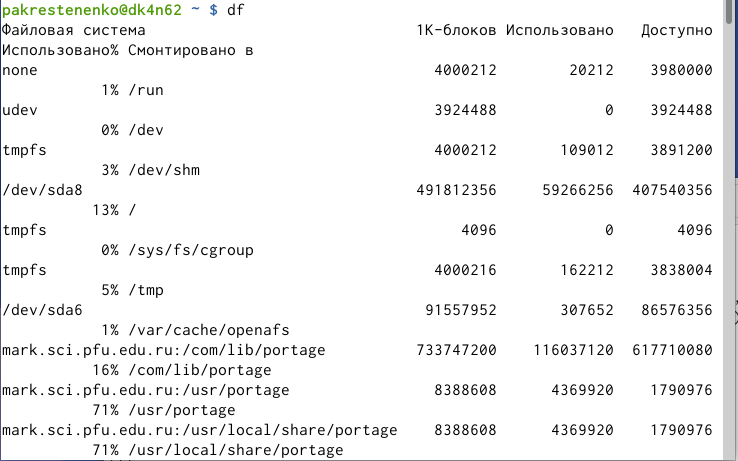 pakrestenenko@dk4n62 ~ $ df
Файловая система 1K-блоков Использовано Доступно
Использовано% Смонтировано в
none 4000212 20212 3980000
1% /run
udev 3924488 0 3924488
0% /dev
tmpfs 4000212 109012 3891200
3% /dev/shm
/dev/sda8 491812356 59266256 407540356
13% /
tmpfs 4096 0 4096
0% /sys/fs/cgroup
tmpfs 4000216 162212 3838004
5% /tmp
/dev/sda6 91557952 307652 86576356
1% /var/cache/openafs
mark.sci.pfu.edu.ru:/com/lib/portage 733747200 116037120 617710080
16% /com/lib/portage
mark.sci.pfu.edu.ru:/usr/portage 8388608 4369920 1790976
71% /usr/portage
mark.sci.pfu.edu.ru:/usr/local/share/portage 8388608 4369920 1790976
71% /usr/local/share/portage